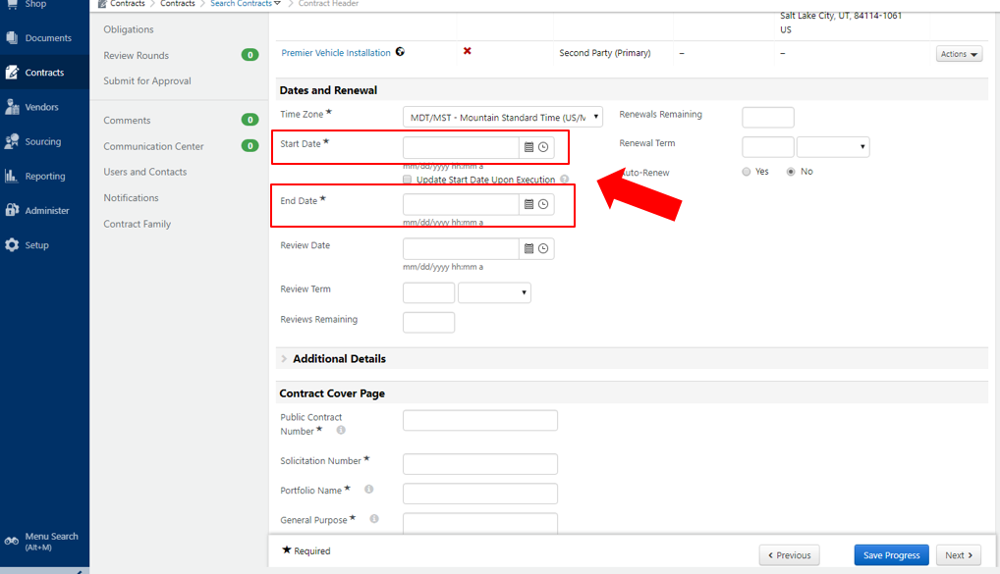 Shop
Documents
Contracts
Vendors
Sourcing
Reporting
Administer
Setup
Menu Search
(Alt+M)
Contracts > Contracts > Search Contracts > Contract Header
Obligations
Review Rounds 0
Submit for Approval
Comments 0
Communication Center 0
Users and Contacts
Notifications
Contract Family
Salt Lake City, UT, 84114-1061
US
Premier Vehicle Installation Second Party (Primary) – – Actions
Dates and Renewal
Time Zone ★ MDT/MST - Mountain Standard Time (US/M Renewals Remaining
Start Date ★ Renewal Term
mm/dd/yyyy hh:mm a
Update Start Date Upon Execution ?
Auto-Renew Yes No
End Date ★
mm/dd/yyyy hh:mm a
Review Date
mm/dd/yyyy hh:mm a
Review Term
Reviews Remaining
Additional Details
Contract Cover Page
Public Contract
Number ★
Solicitation Number ★
Portfolio Name ★
General Purpose ★
★ Required
< Previous Save Progress Next >